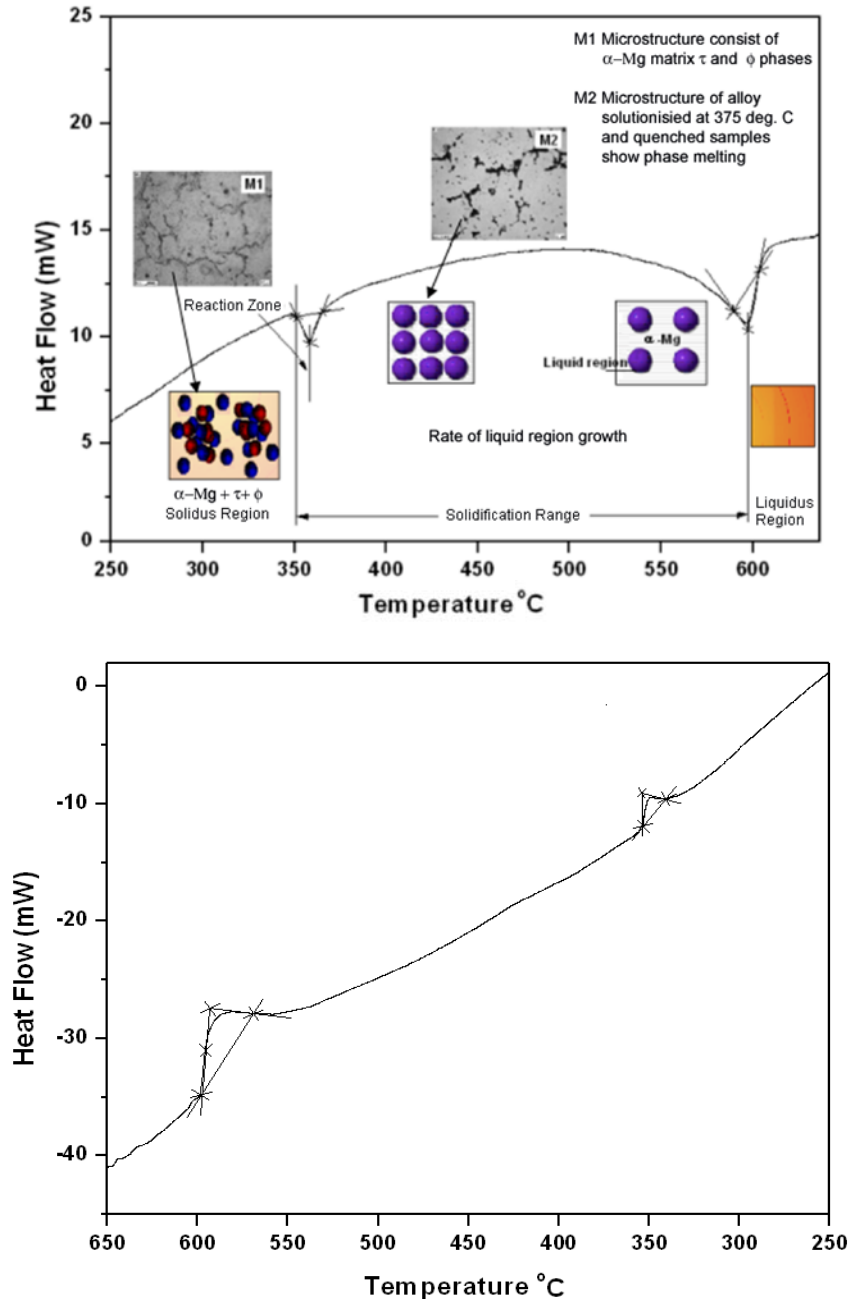 25
20
15
10
5
0
Heat Flow (mW)
M1 Microstructure consist of
α–Mg matrix τ and ϕ phases
M2 Microstructure of alloy
solutionisied at 375 deg. C
and quenched samples
show phase melting
M1
M2
Reaction Zone
α -Mg
Liquid region
Rate of liquid region growth
α–Mg + τ+ ϕ
Solidus Region
Solidification Range
Liquidus
Region
250 300 350 400 450 500 550 600
Temperature °C
0
-10
-20
-30
-40
Heat Flow (mW)
650 600 550 500 450 400 350 300 250
Temperature °C